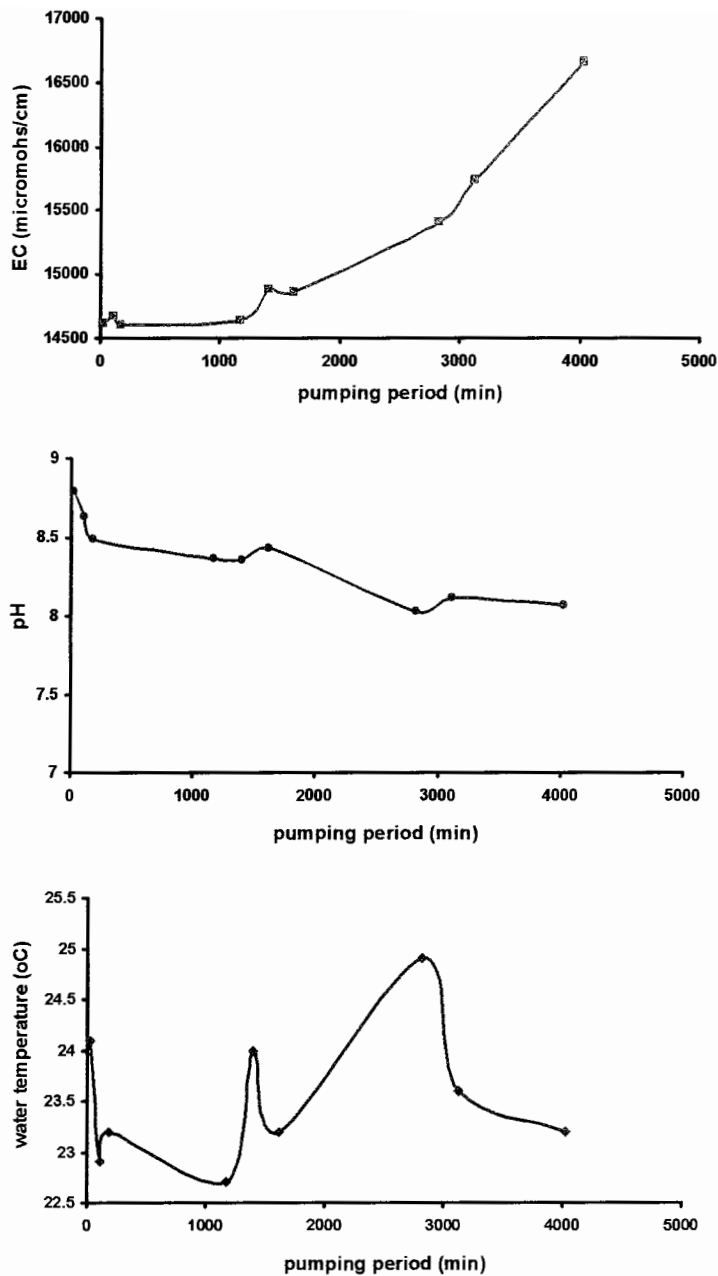 17000
16500
16000
15500
15000
14500
EC (micromohs/cm)
0 1000 2000 3000 4000 5000
pumping period (min)
9
8.5
8
7.5
7
pH
0 1000 2000 3000 4000 5000
pumping period (min)
25.5
25
24.5
24
23.5
23
22.5
water temperature (oC)
0 1000 2000 3000 4000 5000
pumping period (min)